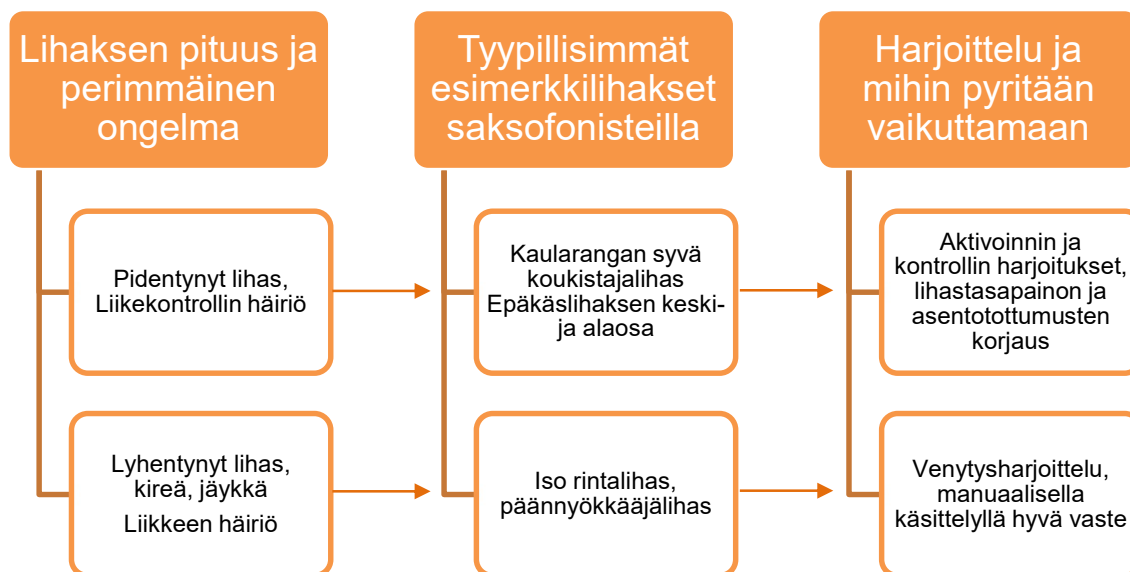 Lihaksen pituus ja
perimmäinen
ongelma
Tyypillisimmät
esimerkkilihakset
saksofonisteilla
Harjoittelu ja
mihin pyritään
vaikuttamaan
Pidentynyt lihas,
Liikekontrollin häiriö
Kaularangan syvä
koukistajalihas
Epäkäslihaksen keski-
ja alaosa
Aktivoinnin ja
kontrollin harjoitukset,
lihastasapainon ja
asentotottumusten
korjaus
Lyhentynyt lihas,
kireä, jäykkä
Liikkeen häiriö
Iso rintalihas,
päännyökkääjälihas
Venytysharjoittelu,
manuaalisella
käsittelyllä hyvä vaste